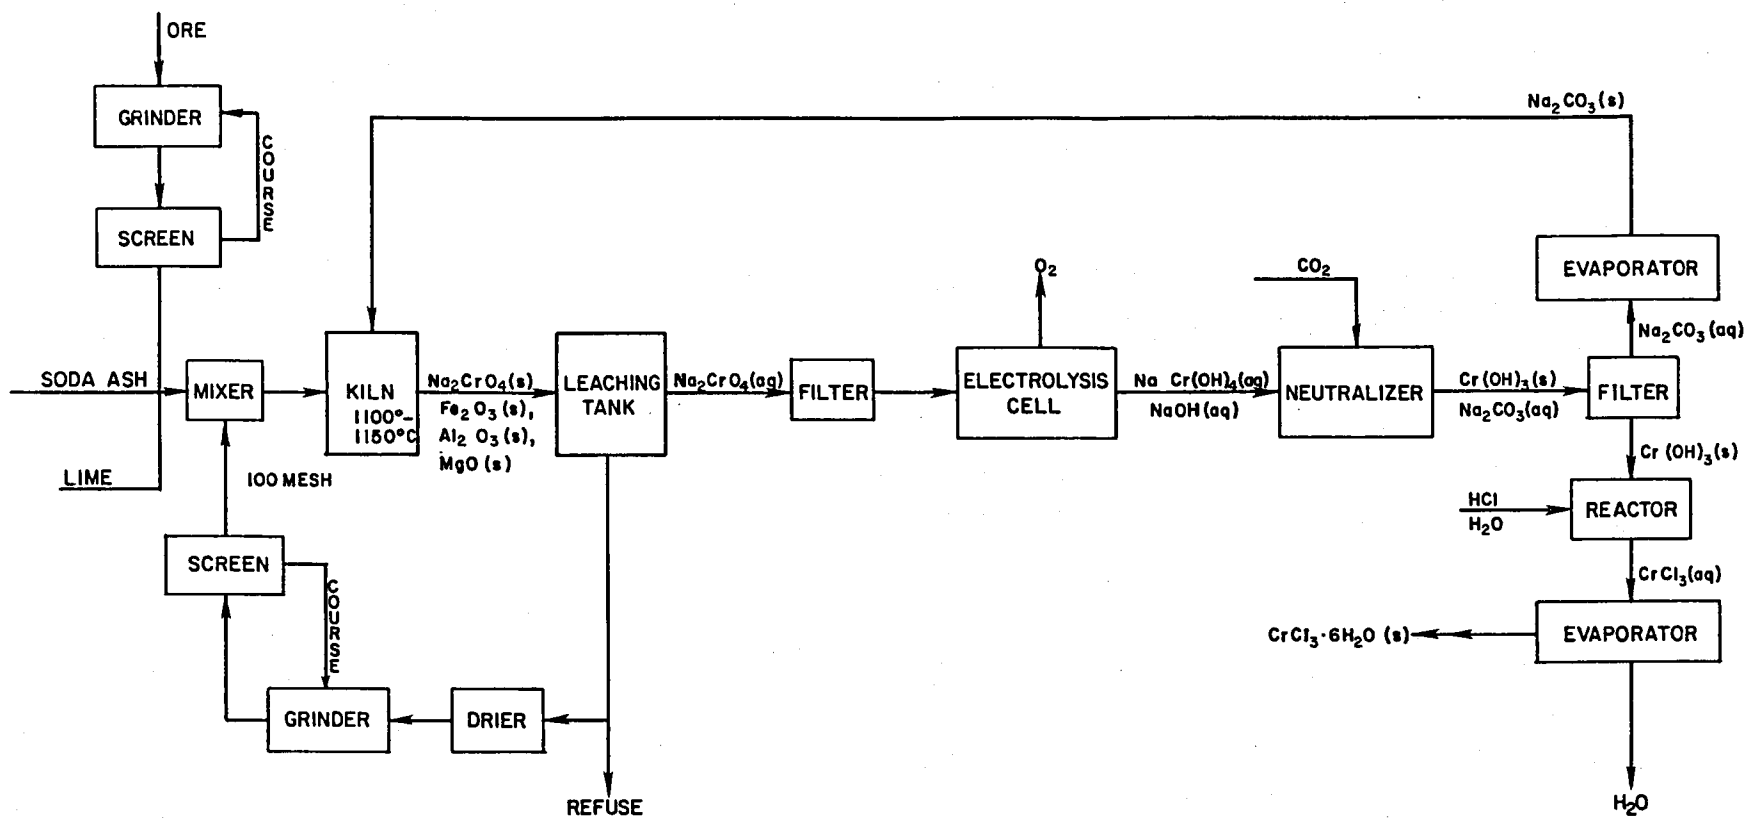 ORE
GRINDER
COURSE
SCREEN
SODA ASH
LIME
MIXER
100 MESH
SCREEN
COURSE
GRINDER
DRIER
REFUSE
Na₂CO₃(s)
KILN
1100°–
1150°C
Na₂CrO₄(s)
Fe₂O₃(s),
Al₂O₃(s),
MgO(s)
LEACHING
TANK
Na₂CrO₄(aq)
FILTER
O₂
ELECTROLYSIS
CELL
Na Cr(OH)₄(aq)
NaOH(aq)
CO₂
NEUTRALIZER
Cr(OH)₃(s)
Na₂CO₃(aq)
EVAPORATOR
Na₂CO₃(aq)
FILTER
Cr(OH)₃(s)
HCl
H₂O
REACTOR
CrCl₃(aq)
EVAPORATOR
CrCl₃·6H₂O (s)
H₂O